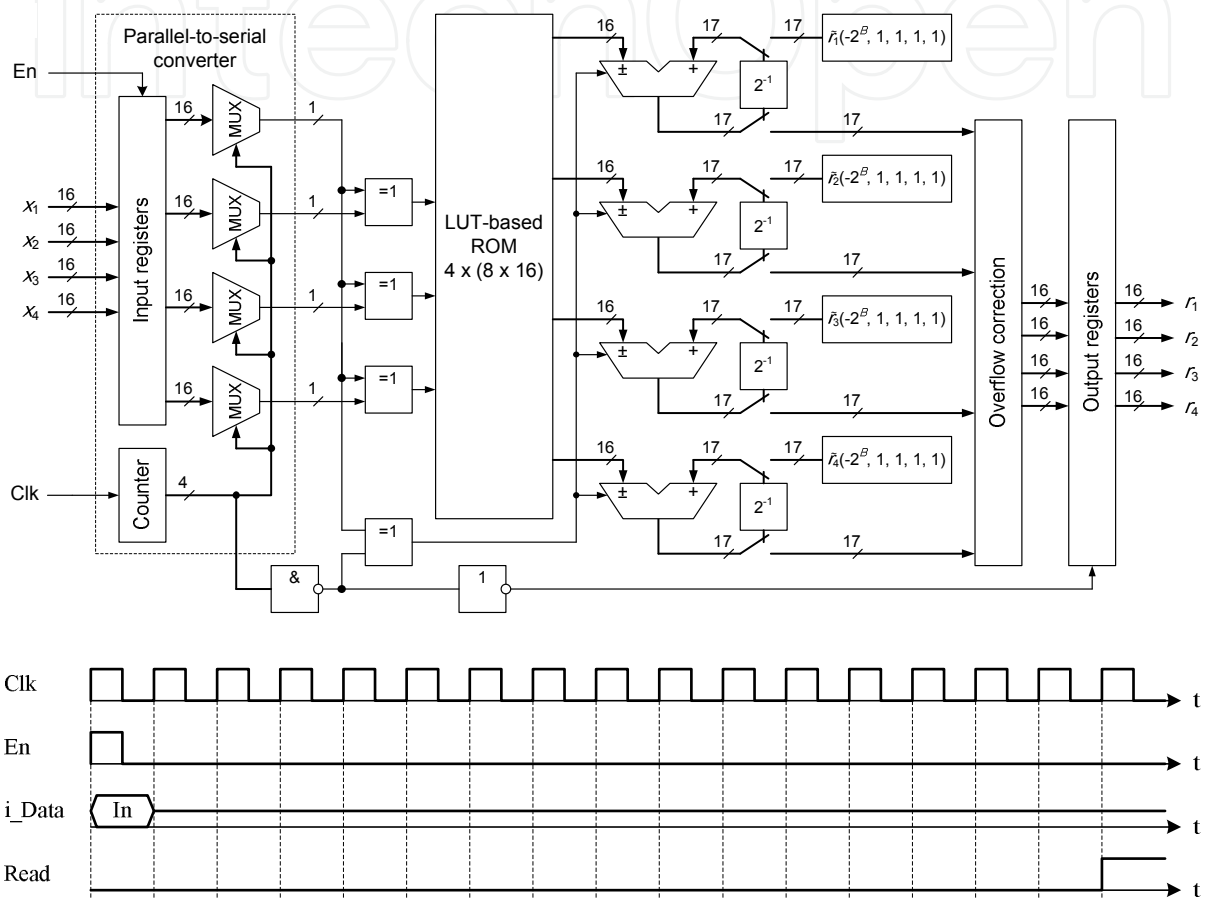 IntechOpen
Parallel-to-serial
converter
En
Input registers
16
16
16
16
MUX
MUX
MUX
MUX
1
1
1
1
x₁ 16
x₂ 16
x₃ 16
x₄ 16
Clk
Counter
4
=1
=1
=1
=1
&
1
LUT-based
ROM
4 x (8 x 16)
16
±
+
17
17
2⁻¹
r̃₁(-2ᴮ, 1, 1, 1, 1)
17
17
16
±
+
17
17
2⁻¹
r̃₂(-2ᴮ, 1, 1, 1, 1)
17
17
16
±
+
17
17
2⁻¹
r̃₃(-2ᴮ, 1, 1, 1, 1)
17
17
16
±
+
17
17
2⁻¹
r̃₄(-2ᴮ, 1, 1, 1, 1)
17
17
Overflow correction
16
16
16
16
Output registers
16 r₁
16 r₂
16 r₃
16 r₄
Clk t
En t
i_Data In t
Read t